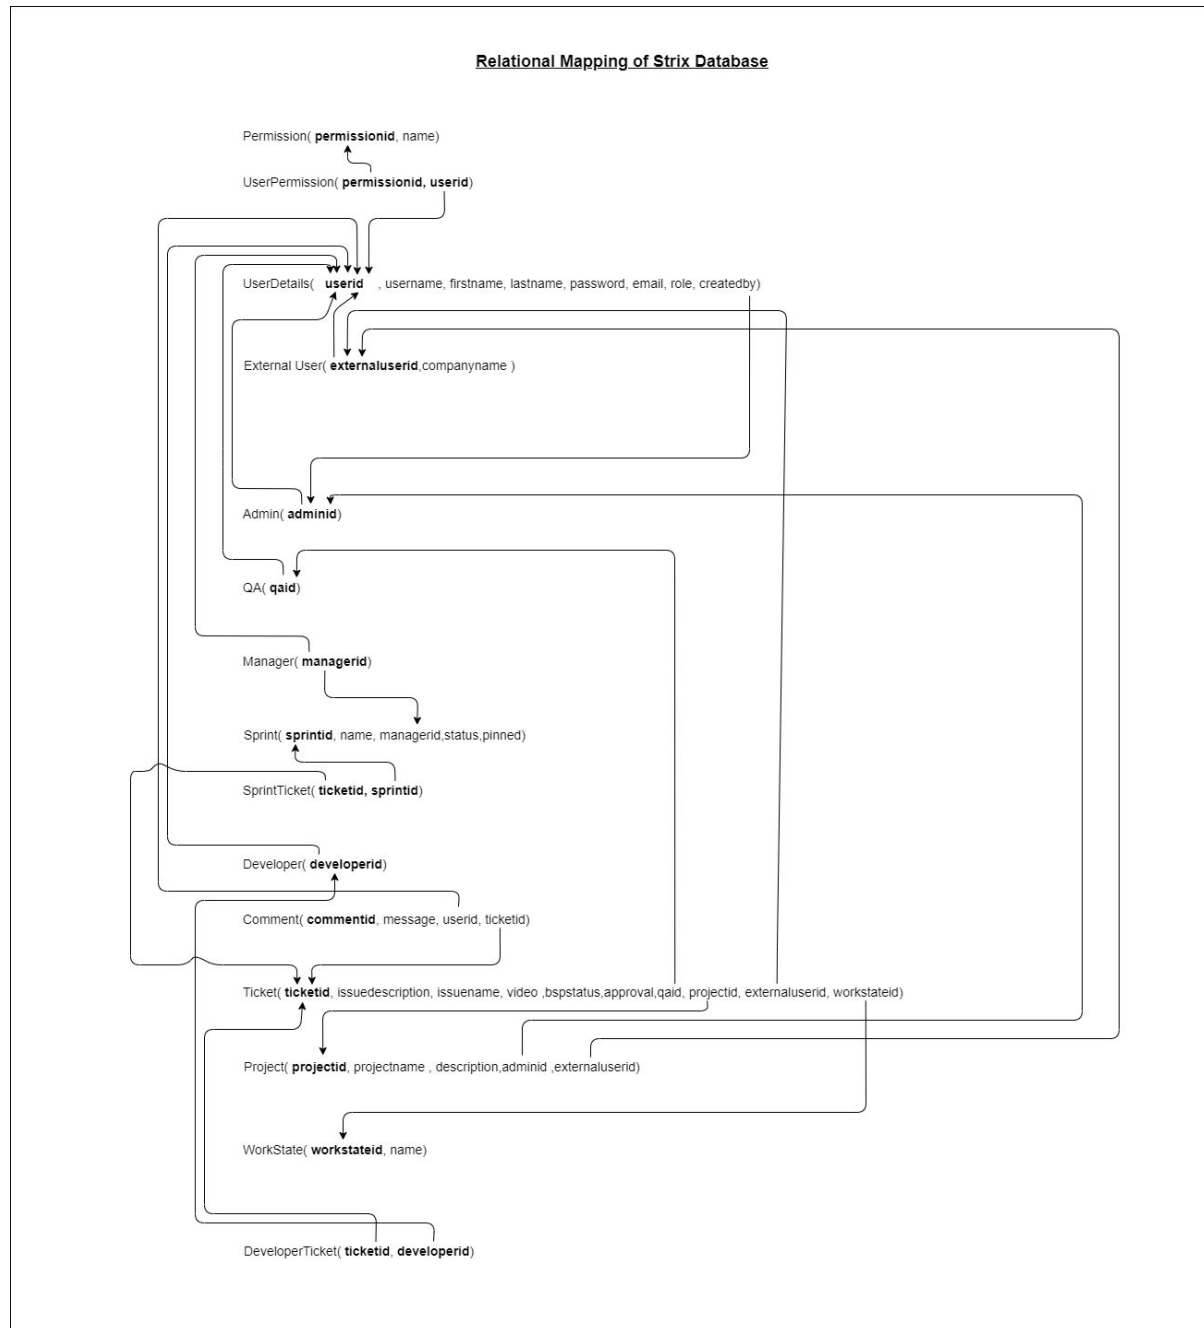 Relational Mapping of Strix Database
Permission( permissionid, name)
UserPermission( permissionid, userid)
UserDetails( userid , username, firstname, lastname, password, email, role, createdby)
External User( externaluserid,companyname )
Admin( adminid)
QA( qaid)
Manager( managerid)
Sprint( sprintid, name, managerid,status,pinned)
SprintTicket( ticketid, sprintid)
Developer( developerid)
Comment( commentid, message, userid, ticketid)
Ticket( ticketid, issuedescription, issuename, video ,bspstatus,approval,qaid, projectid, externaluserid, workstateid)
Project( projectid, projectname , description,adminid ,externaluserid)
WorkState( workstateid, name)
DeveloperTicket( ticketid, developerid)